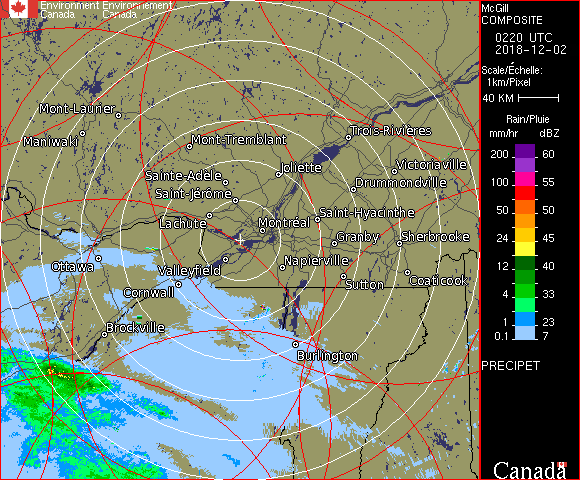 Environment Environnement
Canada Canada
McGill
COMPOSITE
0220 UTC
2018-12-02
Scale/Échelle:
1km/Pixel
40 KM
Rain/Pluie
mm/hr dBZ
200 60
100 55
50 50
24 45
12 40
4 33
1 23
0.1 7
PRECIPET
Canada
Mont-Laurier
Maniwaki
Mont-Tremblant
Trois-Rivières
Joliette
Victoriaville
Sainte-Adèle
Drummondville
Saint-Jérôme
Saint-Hyacinthe
Lachute
Montréal
Granby
Sherbrooke
Ottawa
Valleyfield
Napierville
Sutton
Coaticook
Cornwall
Brockville
Burlington